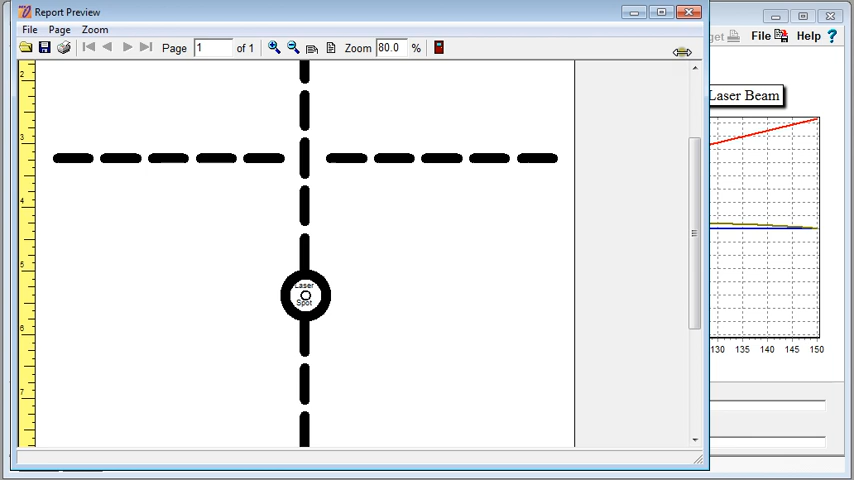 Report Preview
File Page Zoom
Page 1 of 1 Zoom 80.0 %
File Help ?
Laser Beam
2
3
4
5
6
7
Laser
Spot
130 135 140 145 150